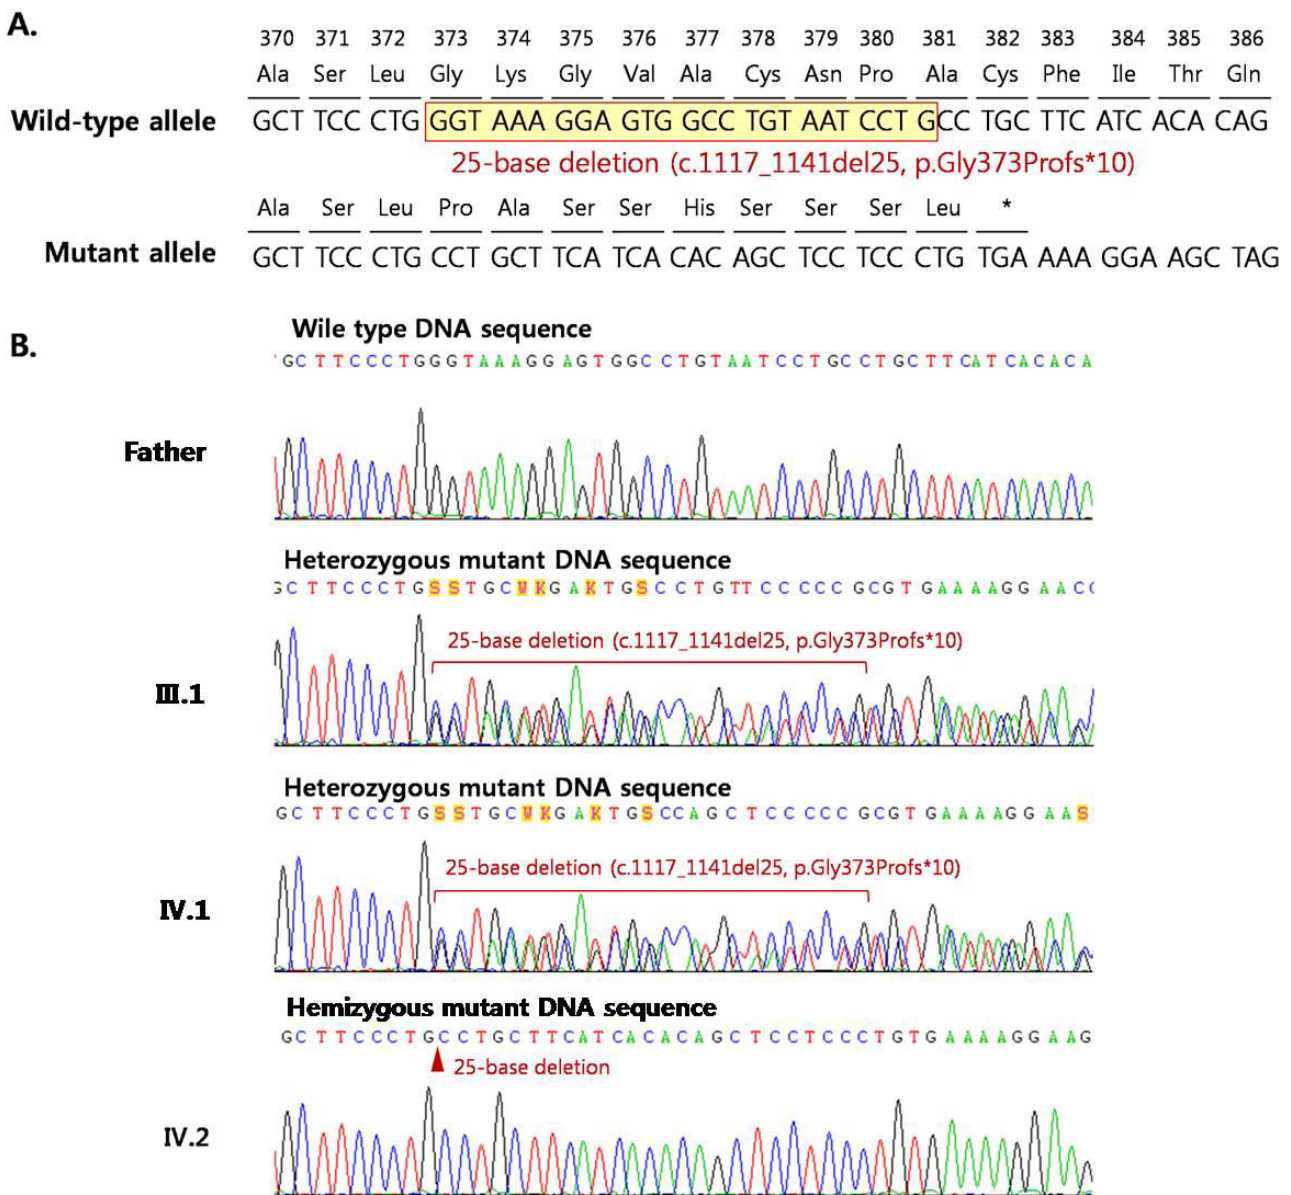 A.
370 371 372 373 374 375 376 377 378 379 380 381 382 383 384 385 386
Ala Ser Leu Gly Lys Gly Val Ala Cys Asn Pro Ala Cys Phe Ile Thr Gln
Wild-type allele GCT TCC CTG GGT AAA GGA GTG GCC TGT AAT CCT GCC TGC TTC ATC ACA CAG
25-base deletion (c.1117_1141del25, p.Gly373Profs*10)
Ala Ser Leu Pro Ala Ser Ser His Ser Ser Ser Leu *
Mutant allele GCT TCC CTG CCT GCT TCA TCA CAC AGC TCC TCC CTG TGA AAA GGA AGC TAG
B.
Wile type DNA sequence
GCTTCCCTGGGTAAAGGAGTGGCCTGTAATCCTGCCTGCTTCATCACACA
Father
Heterozygous mutant DNA sequence
GCTTCCCTGSSTGCWKGAKTGSCCTGTTCCCCCGCGTGAAAAGGAAC
25-base deletion (c.1117_1141del25, p.Gly373Profs*10)
III.1
Heterozygous mutant DNA sequence
GCTTCCCTGSSTGCWKGAKTGSCCAGCTCCCCCGCGTGAAAAGGAAS
25-base deletion (c.1117_1141del25, p.Gly373Profs*10)
IV.1
Hemizygous mutant DNA sequence
GCTTCCCTGCCTGCTTCATCACACAGCTCCTCCCTGTGAAAAGGAAG
25-base deletion
IV.2